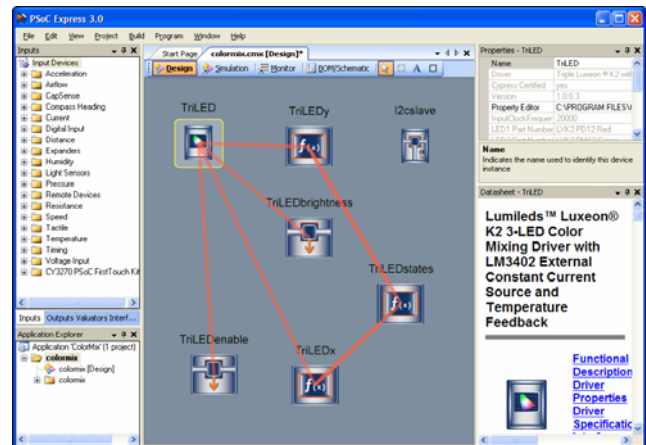 PSoC Express 3.0
File Edit View Project Build Program Window Help
Inputs
Input Devices
Acceleration
Airflow
CapSense
Compass Heading
Current
Digital Input
Distance
Expanders
Humidity
Light Sensors
Pressure
Remote Devices
Resistance
Speed
Tactile
Temperature
Timing
Voltage Input
CY3270 PSoC FirstTouch Kit
Inputs Outputs Valuators Interf...
Application Explorer
Application 'ColorMix' (1 project)
colormix
colormix [Design]
colormix
Start Page colormix.cmx [Design]*
Design Simulation Monitor BOM/Schematic A
TriLED
TriLEDy
I2cslave
f(x)
TriLEDbrightness
TriLEDstates
f(x)
TriLEDenable
TriLEDx
f(x)
Properties - TriLED
Name TriLED
Driver Triple Luxeon ® K2 with
Cypress Certified yes
Version 1.0.0.3
Property Editor C:\PROGRAM FILES\
InputClockFrequen 20000
LED1 Part Number LXK2-PD12 Red
Name
Indicates the name used to identify this device
instance
Datasheet - TriLED
Lumileds™ Luxeon®
K2 3-LED Color
Mixing Driver with
LM3402 External
Constant Current
Source and
Temperature
Feedback
Functional
Description
Driver
Properties
Driver
Specificatio